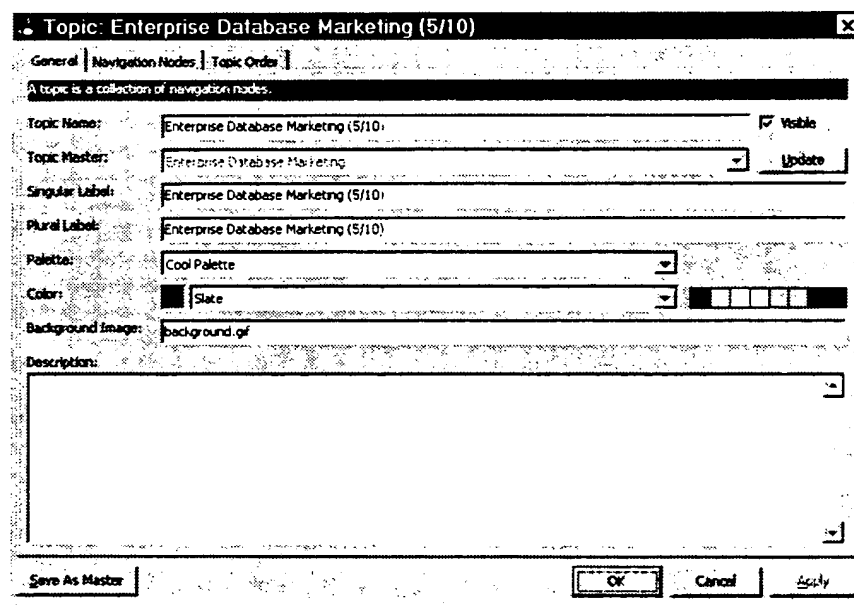 Topic: Enterprise Database Marketing (5/10)
General Navigation Nodes Topic Order
A topic is a collection of navigation nodes.
Topic Name: Enterprise Database Marketing (5/10) Visible
Topic Master: Enterprise Database Marketing Update
Singular Label: Enterprise Database Marketing (5/10)
Plural Label: Enterprise Database Marketing (5/10)
Palette: Cool Palette
Color: Slate
Background Image: background.gif
Description:
Save As Master OK Cancel Apply